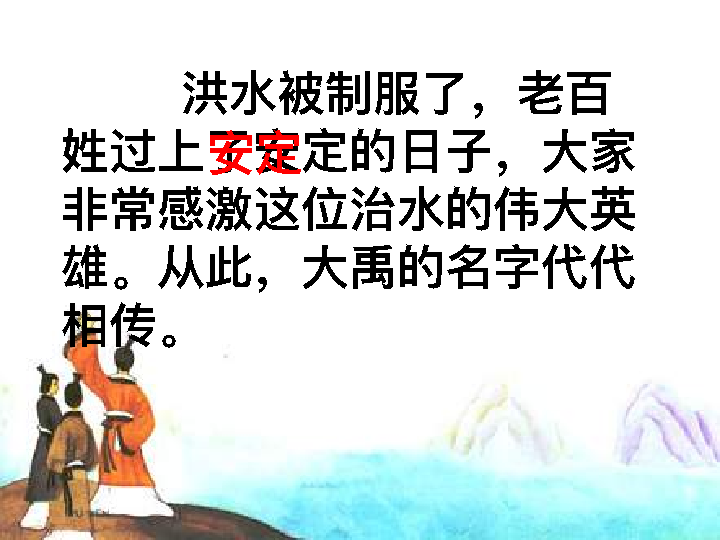 洪水被制服了，老百
姓过上了安定的日子，大家
安定
非常感激这位治水的伟大英
雄。从此，大禹的名字代代
相传。